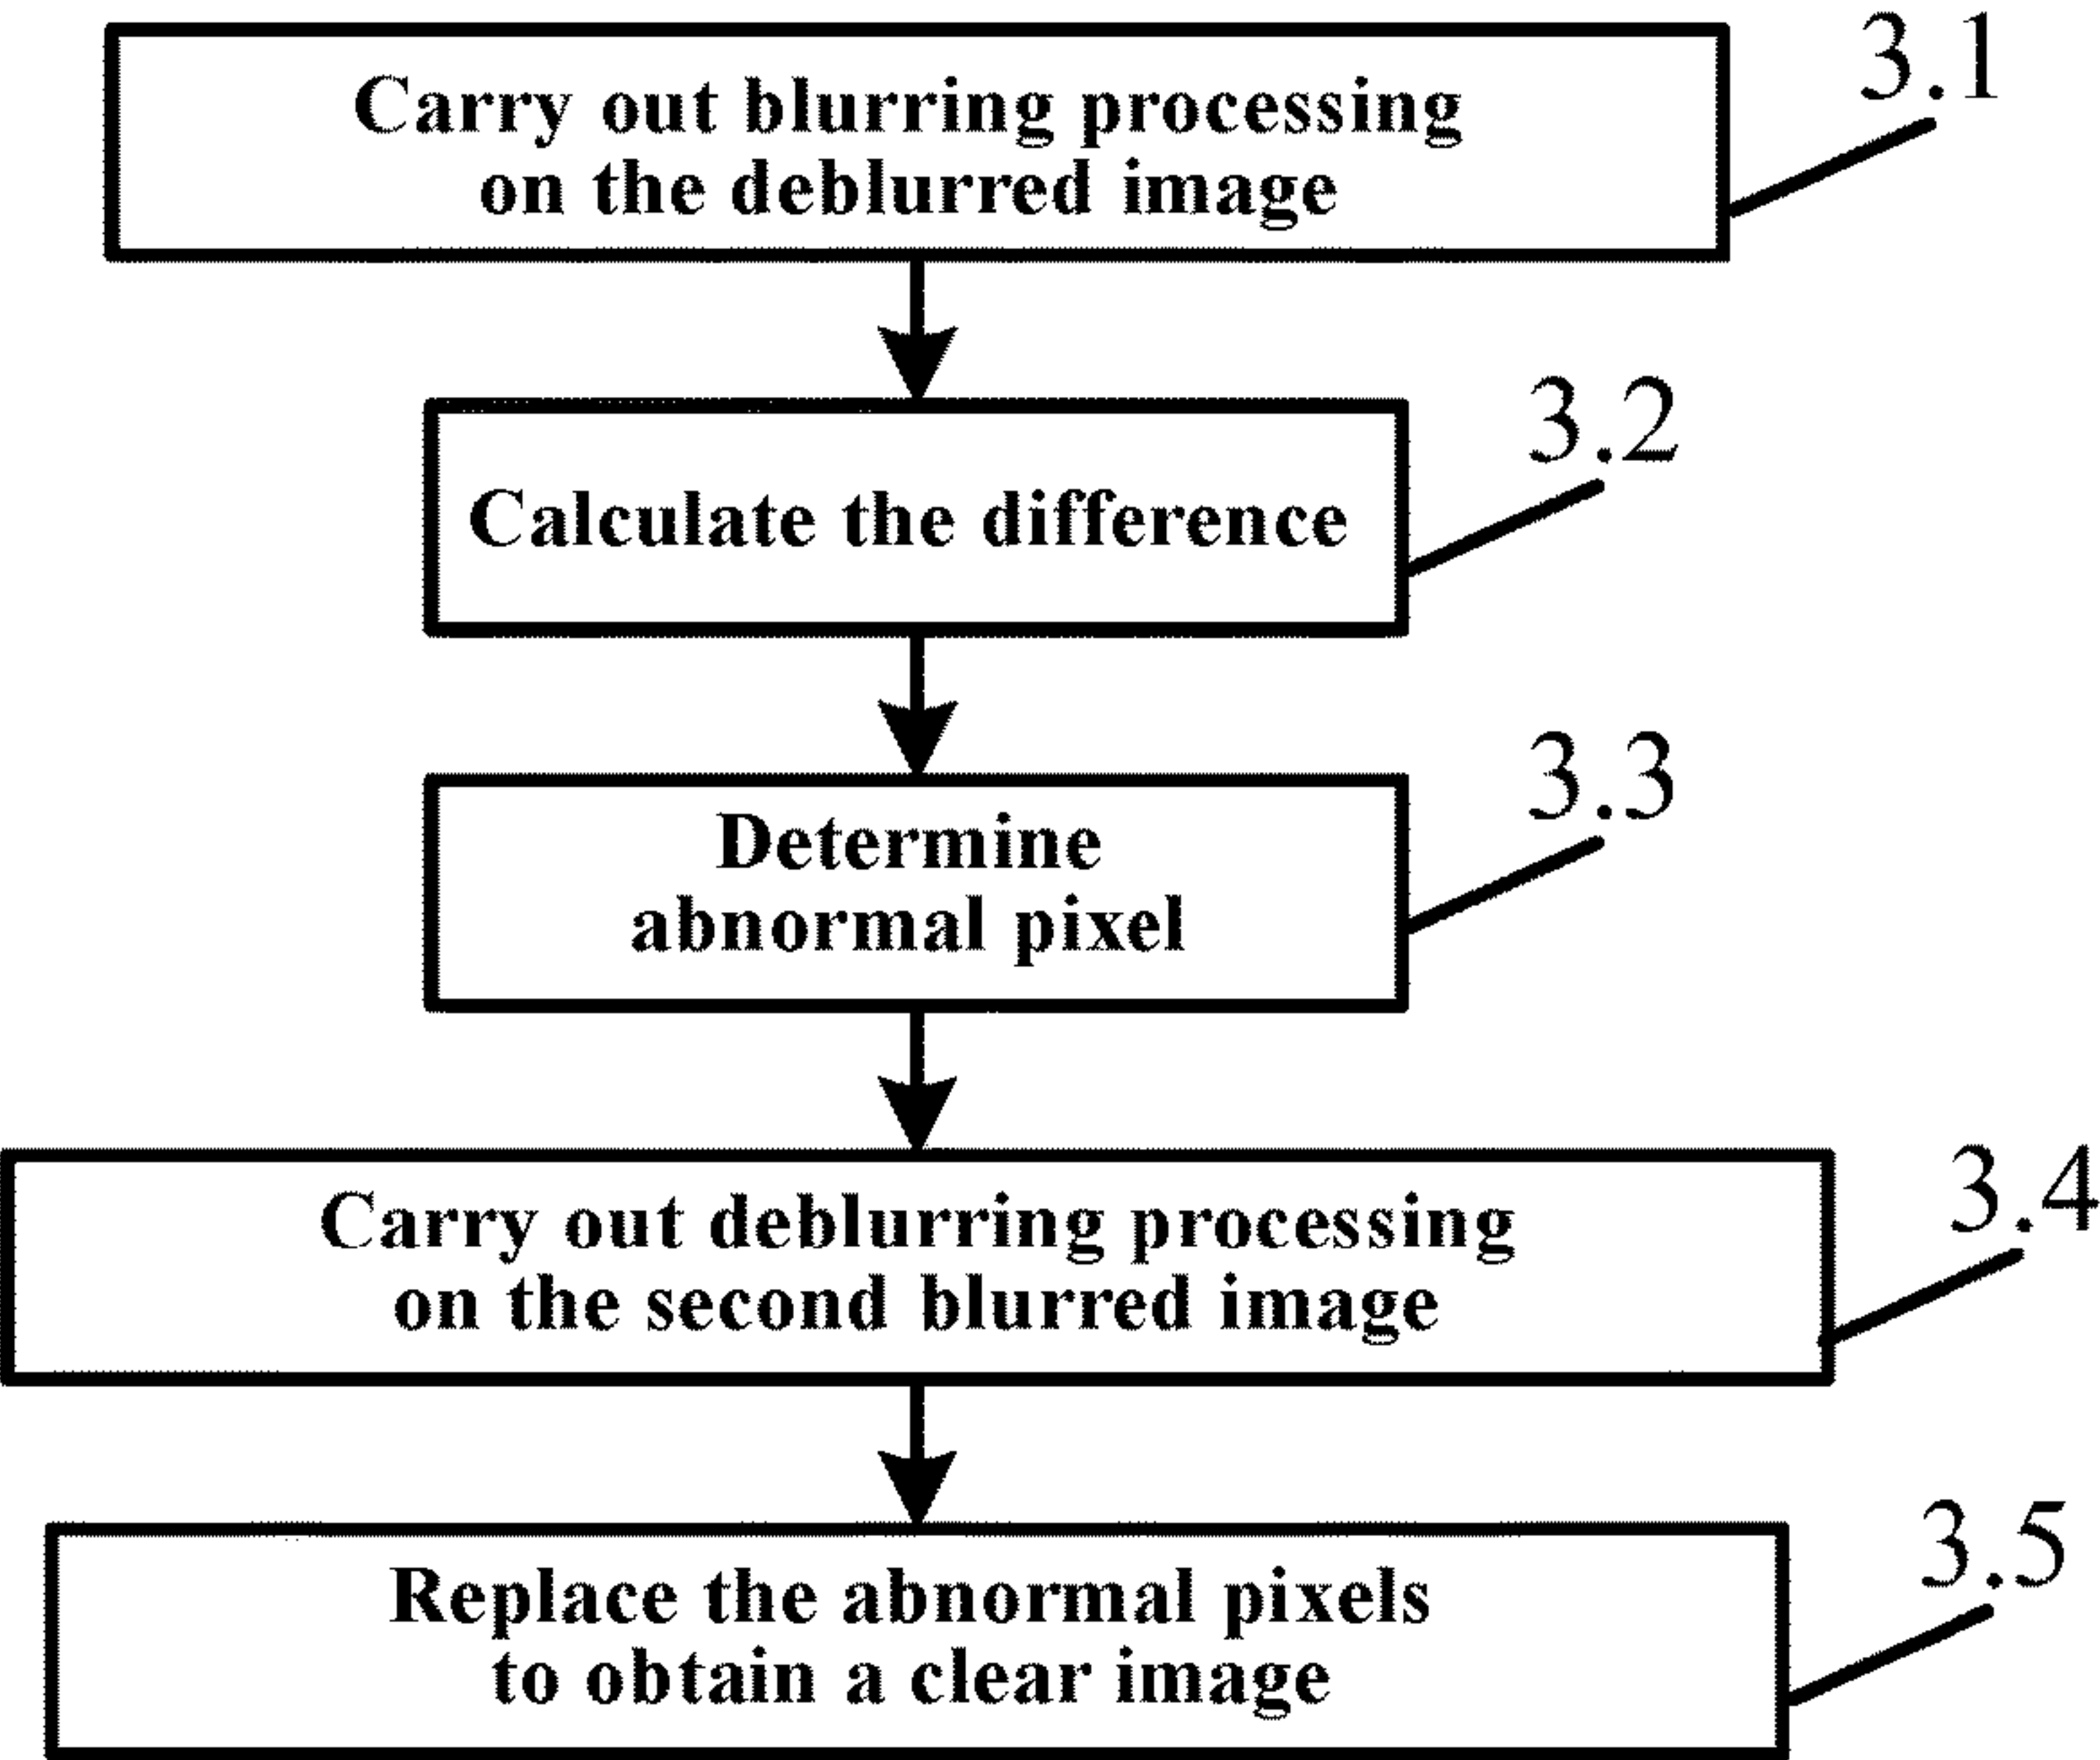 3.1
Carry out blurring processing
on the deblurred image
3.2
Calculate the difference
3.3
Determine
abnormal pixel
3.4
Carry out deblurring processing
on the second blurred image
3.5
Replace the abnormal pixels
to obtain a clear image